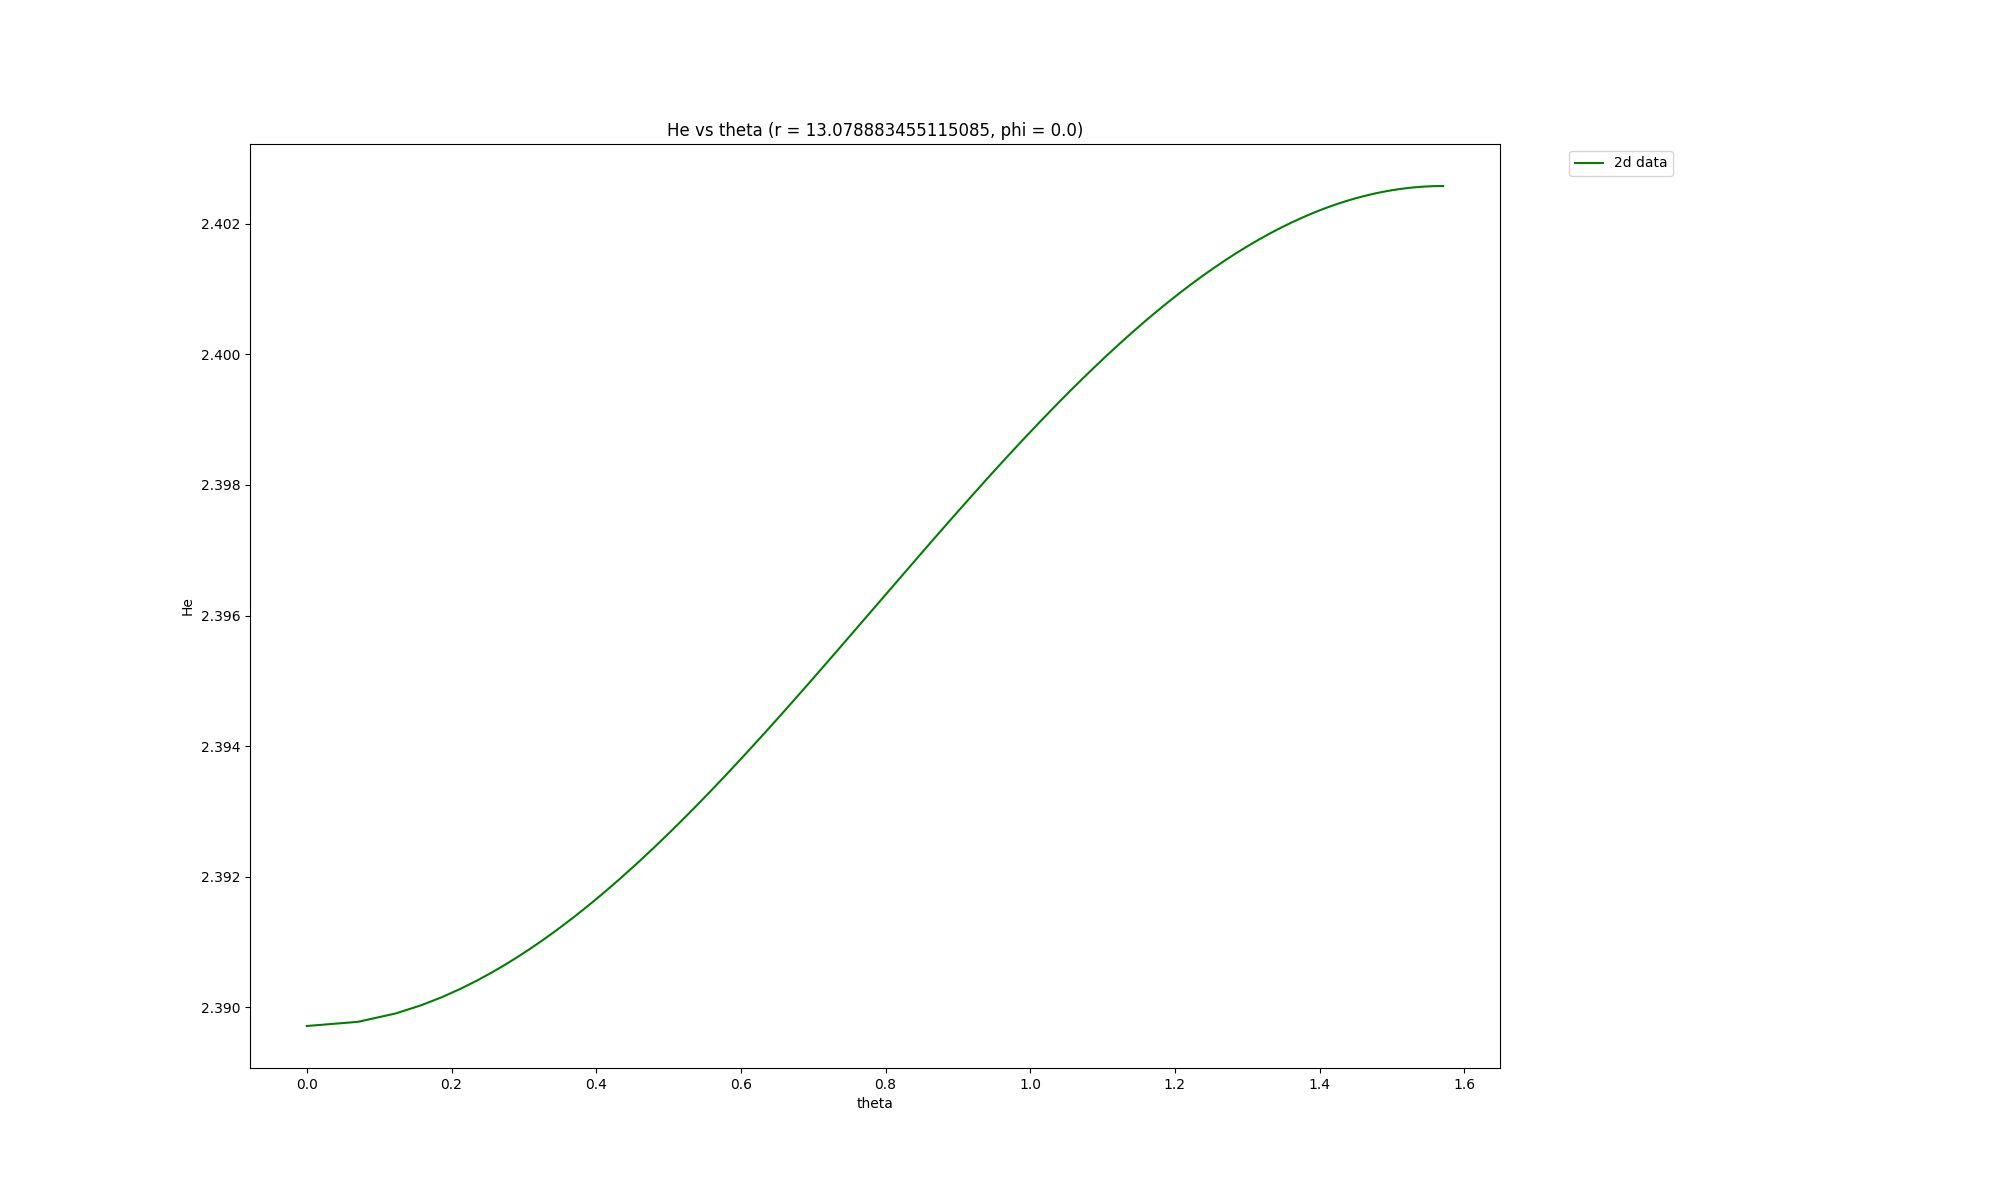 He vs theta (r = 13.078883455115085, phi = 0.0)
2d data
2.402
2.400
2.398
2.396
2.394
2.392
2.390
He
0.0 0.2 0.4 0.6 0.8 1.0 1.2 1.4 1.6
theta